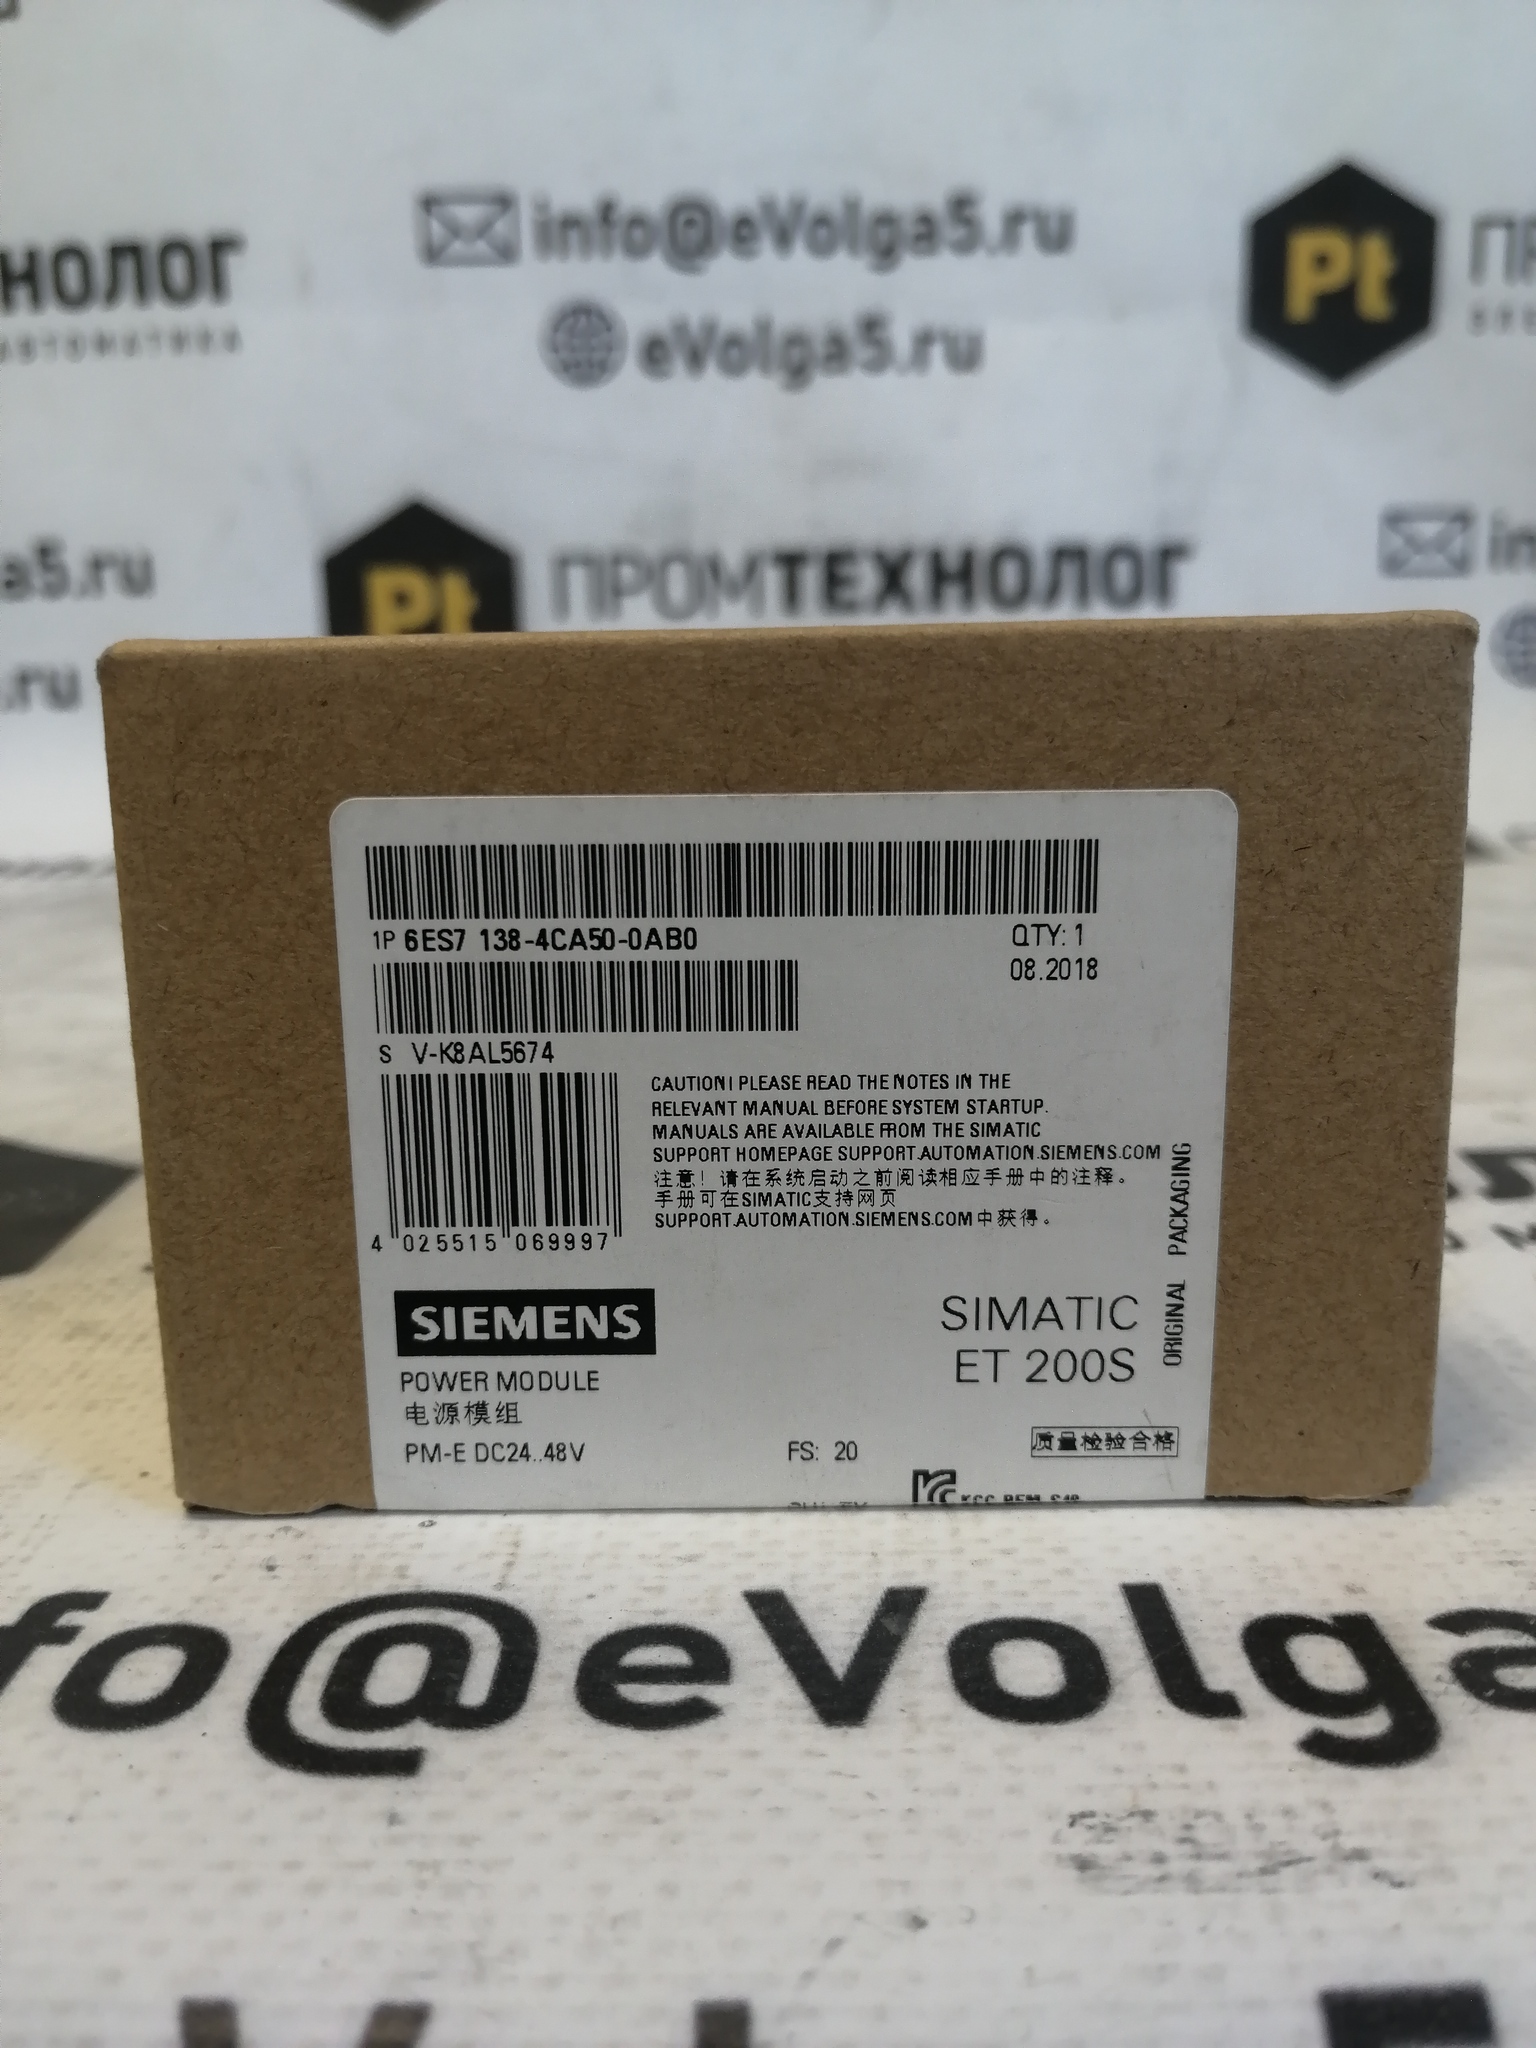 info@eVolga5.ru
Pt
ХНОЛОГ
АВТОМАТИКА
eVolga5.ru
a5.ru
Pt
ПРОМТЕХНОЛОГ
.ru
1P 6ES7 138-4CA50-0AB0
QTY: 1
08.2018
S V-K8AL5674
CAUTION! PLEASE READ THE NOTES IN THE
RELEVANT MANUAL BEFORE SYSTEM STARTUP.
MANUALS ARE AVAILABLE FROM THE SIMATIC
SUPPORT HOMEPAGE SUPPORT.AUTOMATION.SIEMENS.COM
注意！请在系统启动之前阅读相应手册中的注释。
手册可在SIMATIC支持网页
SUPPORT.AUTOMATION.SIEMENS.COM 中获得。
4 025515 069997
ORIGINAL PACKAGING
SIEMENS
SIMATIC
ET 200S
POWER MODULE
电源模组
PM-E DC24..48V
FS: 20
质量检验合格
fo@eVolga